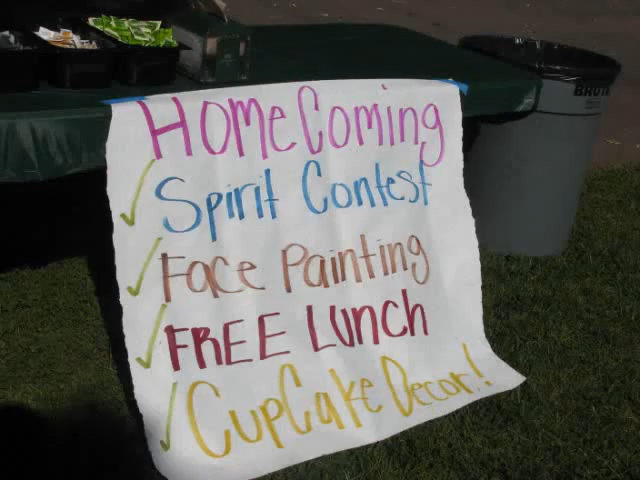 HomeComing
✓ Spirit Contest
✓ Face Painting
✓ FREE Lunch
✓ CupCake Decor!